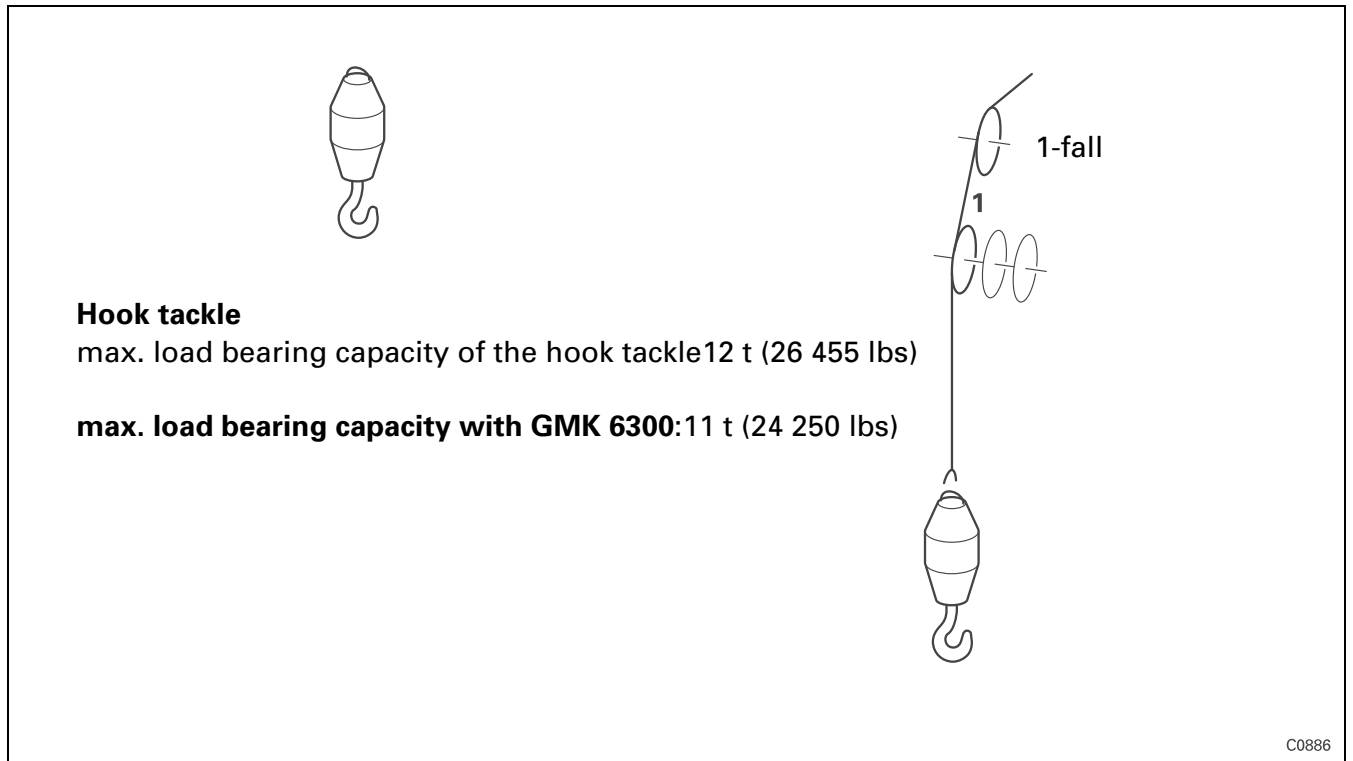 1-fall
1
Hook tackle
max. load bearing capacity of the hook tackle12 t (26 455 lbs)
max. load bearing capacity with GMK 6300:11 t (24 250 lbs)
C0886